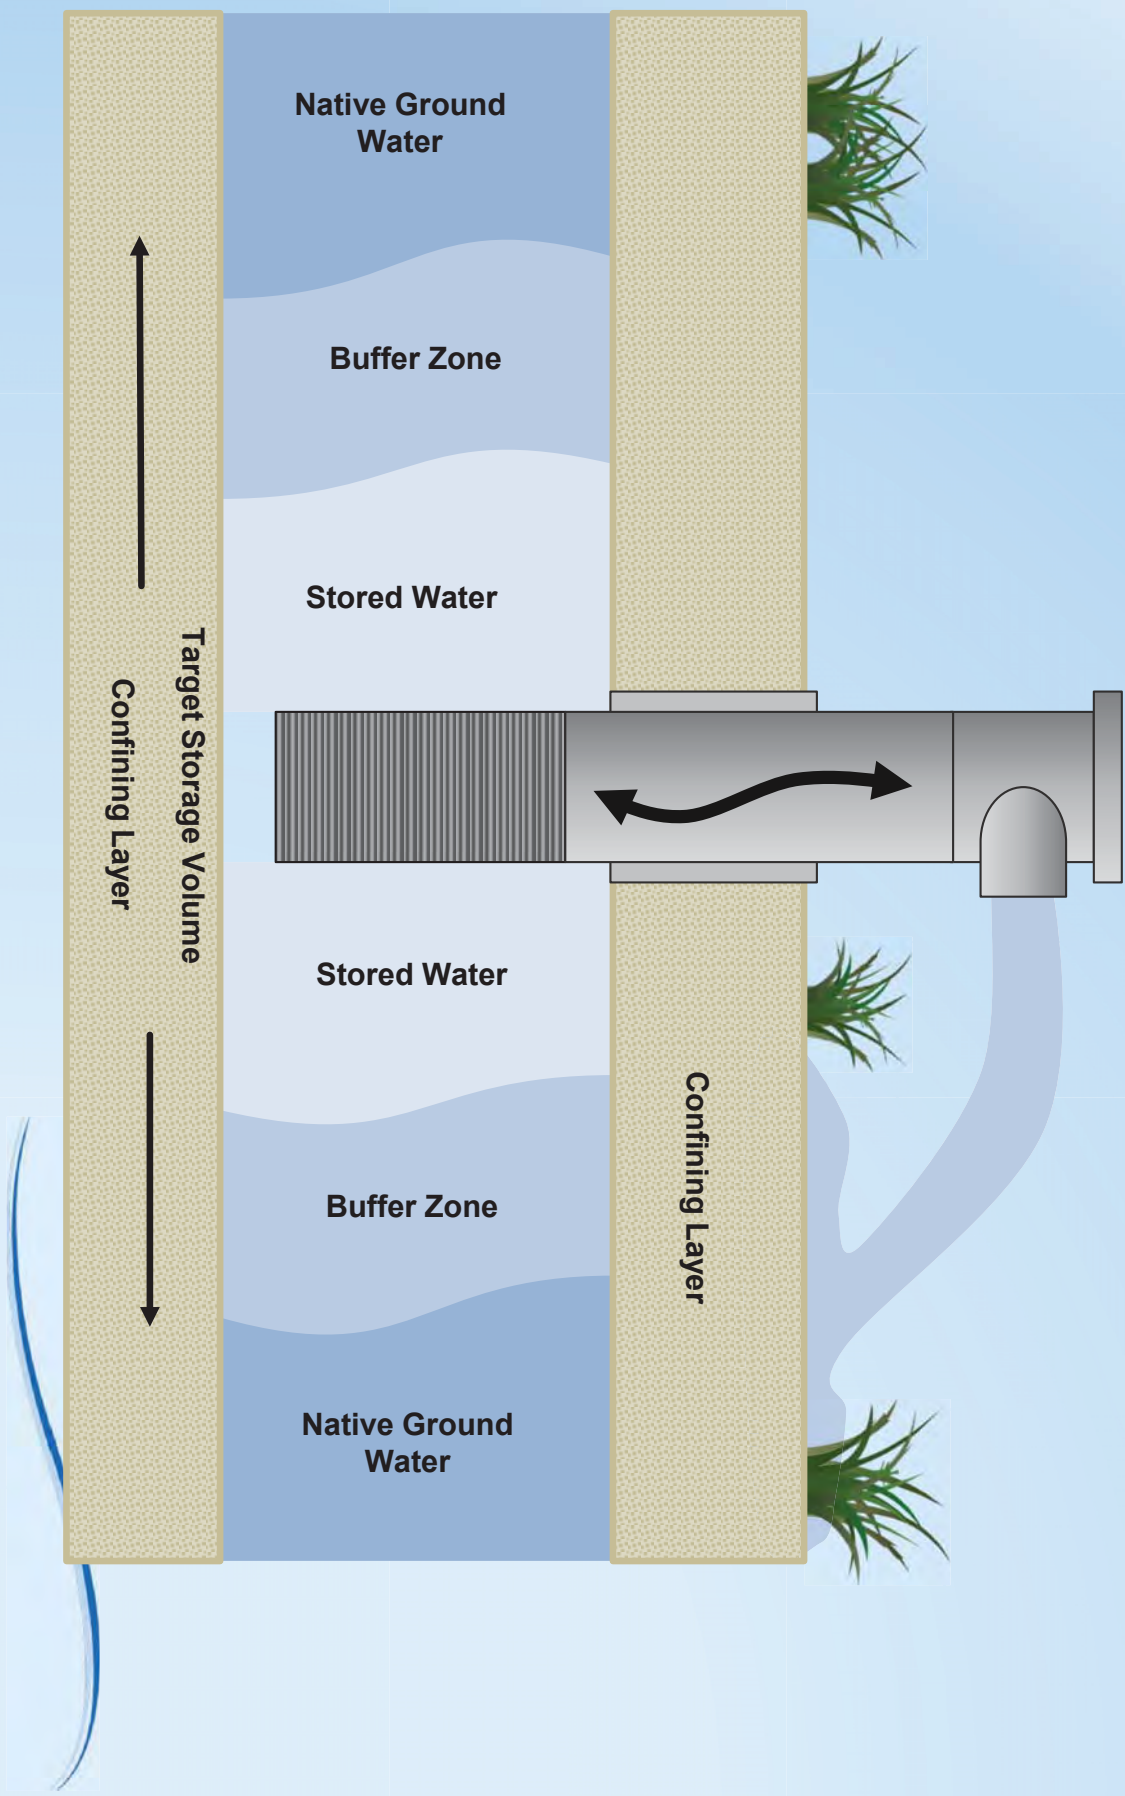 Native Ground
Water
Buffer Zone
Stored Water
Target Storage Volume
Confining Layer
Stored Water
Confining Layer
Buffer Zone
Native Ground
Water